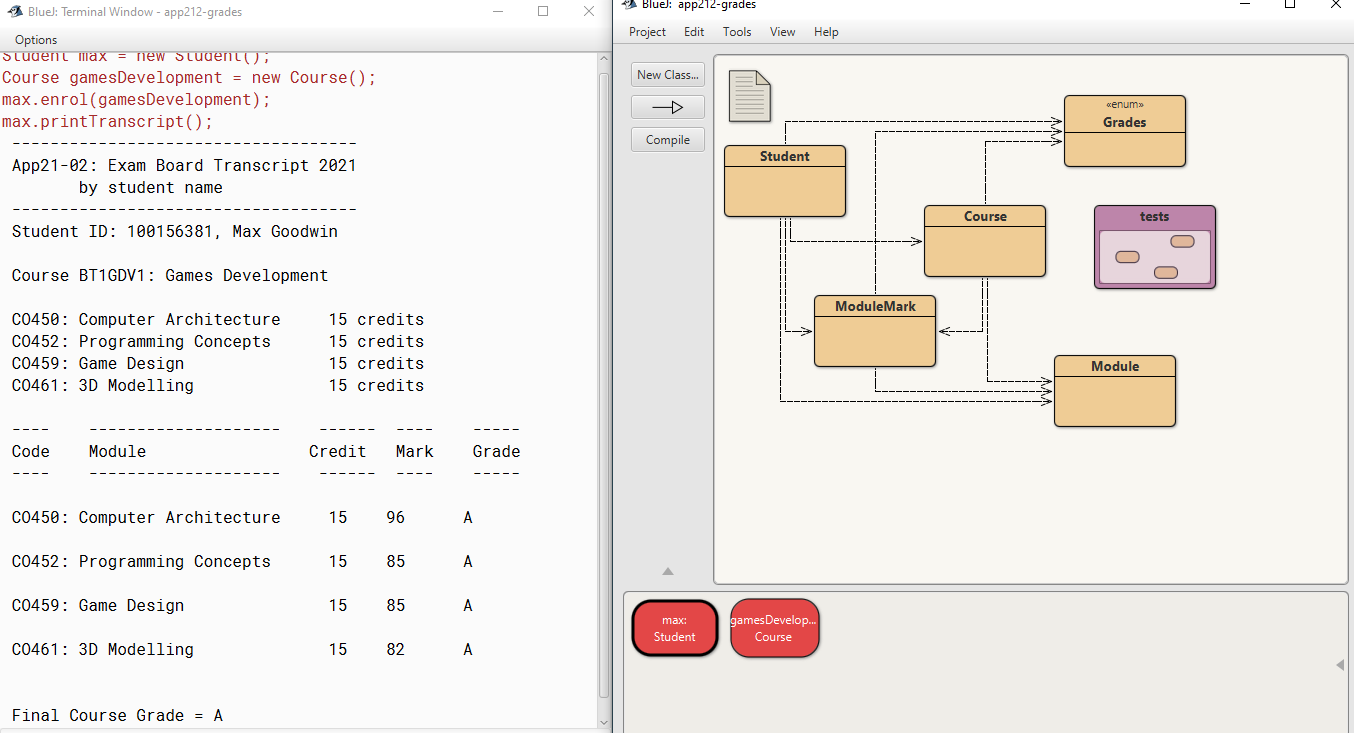 BlueJ: Terminal Window - app212-grades
Options
Student max = new Student();
Course gamesDevelopment = new Course();
max.enrol(gamesDevelopment);
max.printTranscript();
------------------------------------
App21-02: Exam Board Transcript 2021
by student name
------------------------------------
Student ID: 100156381, Max Goodwin
Course BT1GDV1: Games Development
CO450: Computer Architecture 15 credits
CO452: Programming Concepts 15 credits
CO459: Game Design 15 credits
CO461: 3D Modelling 15 credits
---- -------------------- ------ ---- -----
Code Module Credit Mark Grade
---- -------------------- ------ ---- -----
CO450: Computer Architecture 15 96 A
CO452: Programming Concepts 15 85 A
CO459: Game Design 15 85 A
CO461: 3D Modelling 15 82 A
Final Course Grade = A
BlueJ: app212-grades
Project Edit Tools View Help
New Class...
Compile
«enum»
Grades
Student
Course
tests
ModuleMark
Module
max:
Student
gamesDevelop...
Course